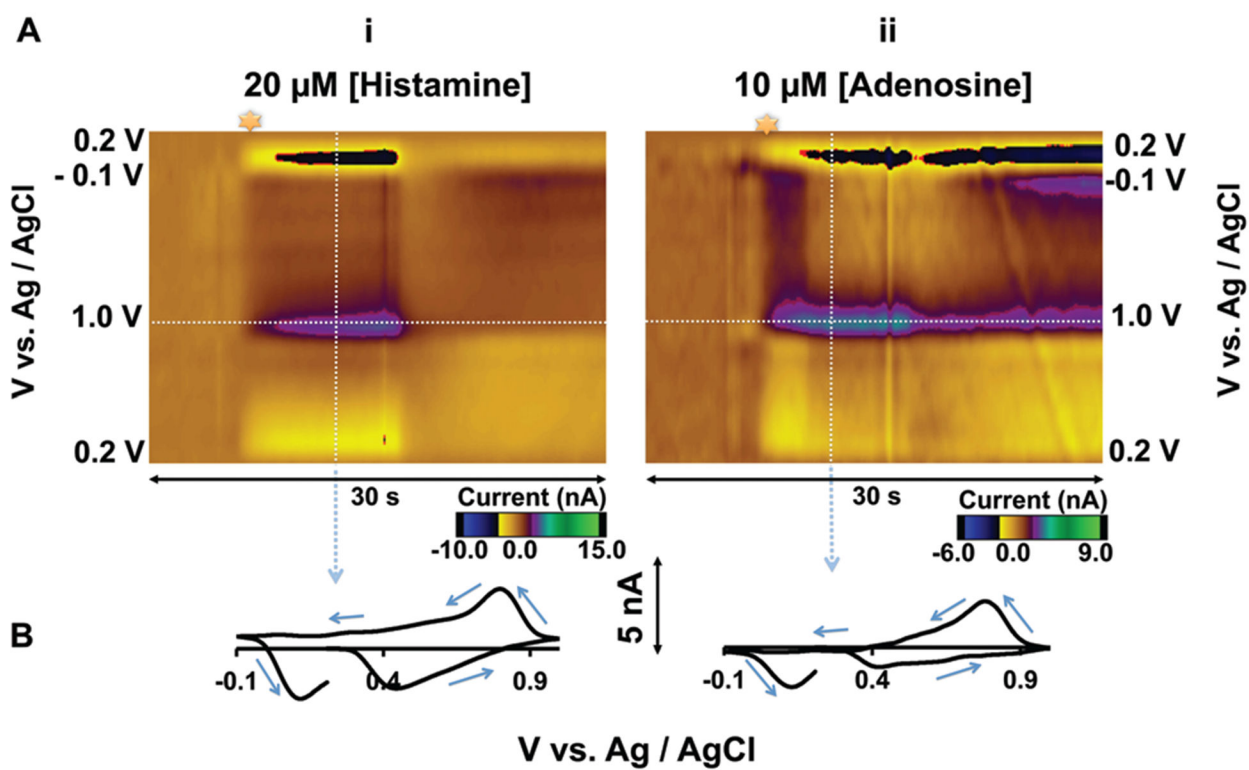 A
i
ii
20 µM [Histamine]
10 µM [Adenosine]
V vs. Ag / AgCl
0.2 V
- 0.1 V
1.0 V
0.2 V
0.2 V
-0.1 V
1.0 V
0.2 V
V vs. Ag / AgCl
30 s
30 s
Current (nA)
-10.0 0.0 15.0
Current (nA)
-6.0 0.0 9.0
B
5 nA
-0.1 0.4 0.9
-0.1 0.4 0.9
V vs. Ag / AgCl